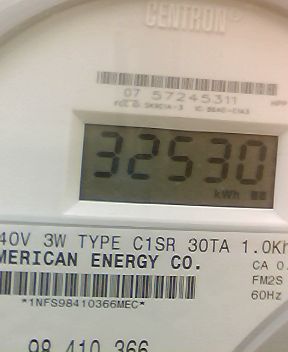 CENTRON
07 57245311
32530
kWh
40V 3W TYPE C1SR 30TA 1.0Kh
MERICAN ENERGY CO.
CA 0.
FM2S
*1NFS98410366MEC*
60Hz
98 410 366